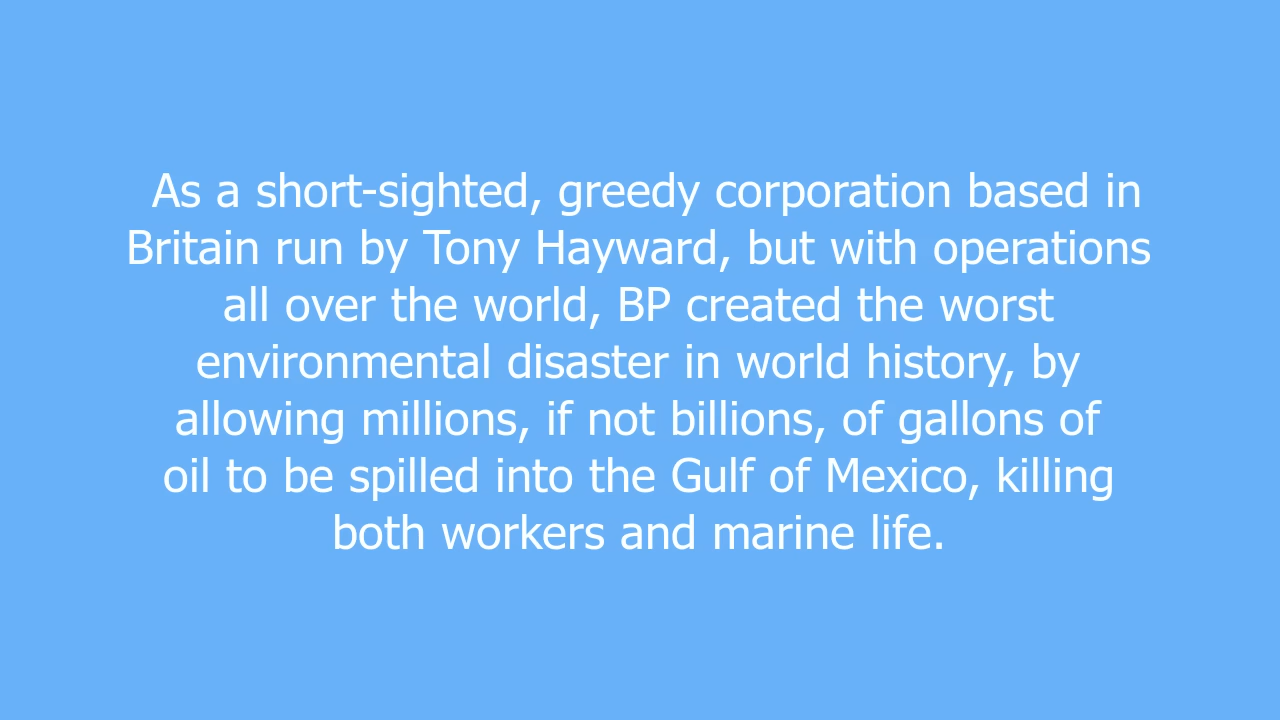 As a short-sighted, greedy corporation based in
Britain run by Tony Hayward, but with operations
all over the world, BP created the worst
environmental disaster in world history, by
allowing millions, if not billions, of gallons of
oil to be spilled into the Gulf of Mexico, killing
both workers and marine life.